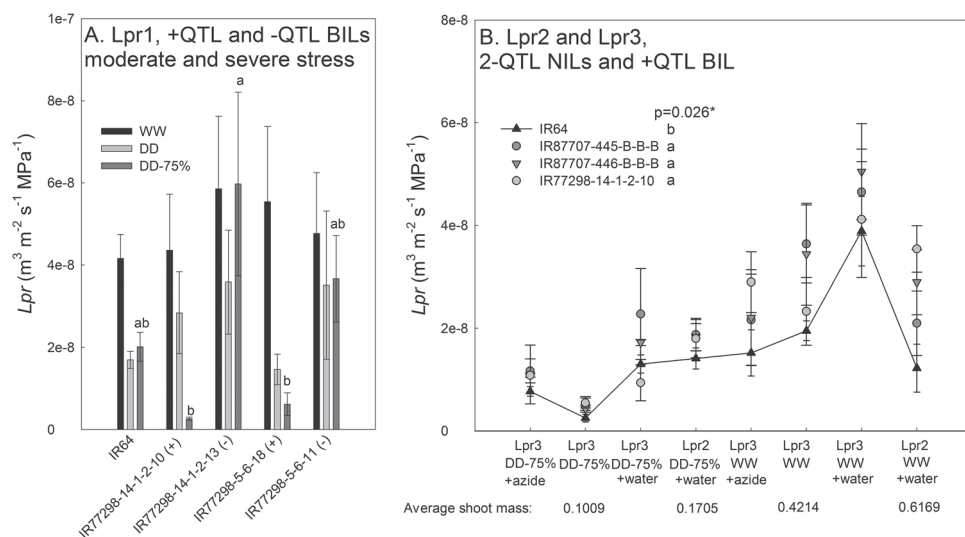 A. Lpr1, +QTL and -QTL BILs
moderate and severe stress
WW
DD
DD-75%
Lpr (m³ m⁻² s⁻¹ MPa⁻¹)
1e-7
8e-8
6e-8
4e-8
2e-8
0
ab
b
a
b
ab
IR64
IR77298-14-1-2-10 (+)
IR77298-14-1-2-13 (-)
IR77298-5-6-18 (+)
IR77298-5-6-11 (-)
B. Lpr2 and Lpr3,
2-QTL NILs and +QTL BIL
p=0.026*
IR64 b
IR87707-445-B-B-B a
IR87707-446-B-B-B a
IR77298-14-1-2-10 a
Lpr (m³ m⁻² s⁻¹ MPa⁻¹)
8e-8
6e-8
4e-8
2e-8
0
Lpr3 Lpr3 Lpr3 Lpr2 Lpr3 Lpr3 Lpr3 Lpr2
DD-75% DD-75% DD-75% DD-75% WW WW WW WW
+azide +water +water +azide +water +water
Average shoot mass: 0.1009 0.1705 0.4214 0.6169